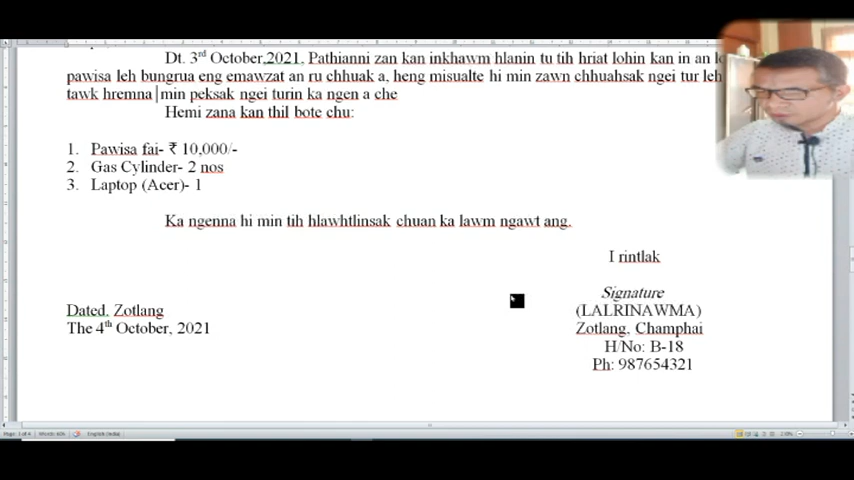 Dt. 3rd October,2021, Pathianni zan kan inkhawm hlanin tu tih hriat lohin kan in an
pawisa leh bungrua eng emawzat an ru chhuak a, heng misualte hi min zawn chhuahsak ngei tur leh
tawk hremna min peksak ngei turin ka ngen a che
Hemi zana kan thil bote chu:
1. Pawisa fai- ₹ 10,000/-
2. Gas Cylinder- 2 nos
3. Laptop (Acer)- 1
Ka ngenna hi min tih hlawhtlinsak chuan ka lawm ngawt ang.
I rintlak
Signature
Dated, Zotlang
(LALRINAWMA)
The 4th October, 2021
Zotlang, Champhai
H/No: B-18
Ph: 987654321
English (India)